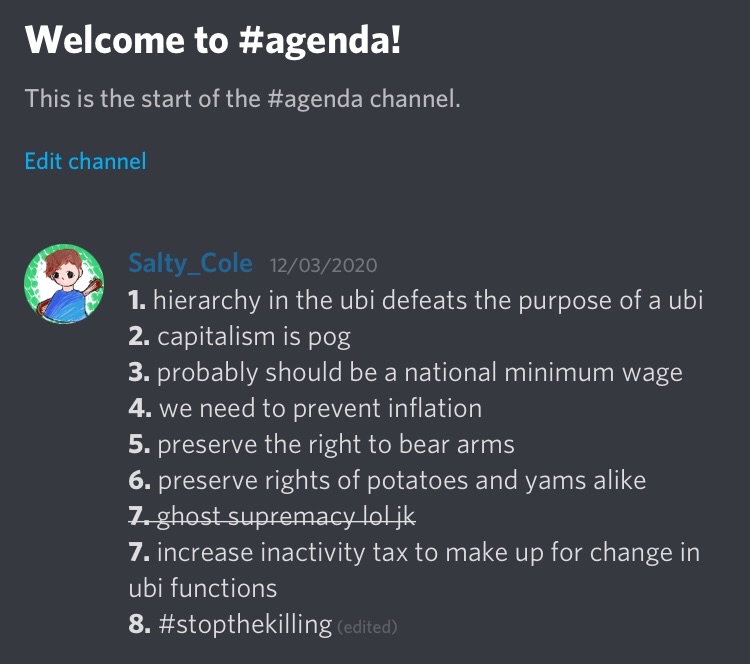 Welcome to #agenda!
This is the start of the #agenda channel.
Edit channel
Salty_Cole 12/03/2020
1. hierarchy in the ubi defeats the purpose of a ubi
2. capitalism is pog
3. probably should be a national minimum wage
4. we need to prevent inflation
5. preserve the right to bear arms
6. preserve rights of potatoes and yams alike
7. ghost supremacy lol jk
7. increase inactivity tax to make up for change in
ubi functions
8. #stopthekilling (edited)